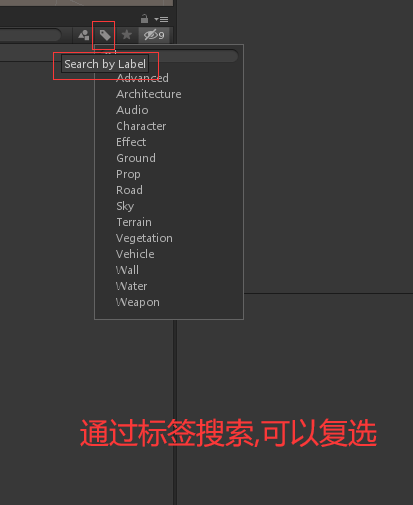 9
Search by Label
Advanced
Architecture
Audio
Character
Effect
Ground
Prop
Road
Sky
Terrain
Vegetation
Vehicle
Wall
Water
Weapon
通过标签搜索,可以复选